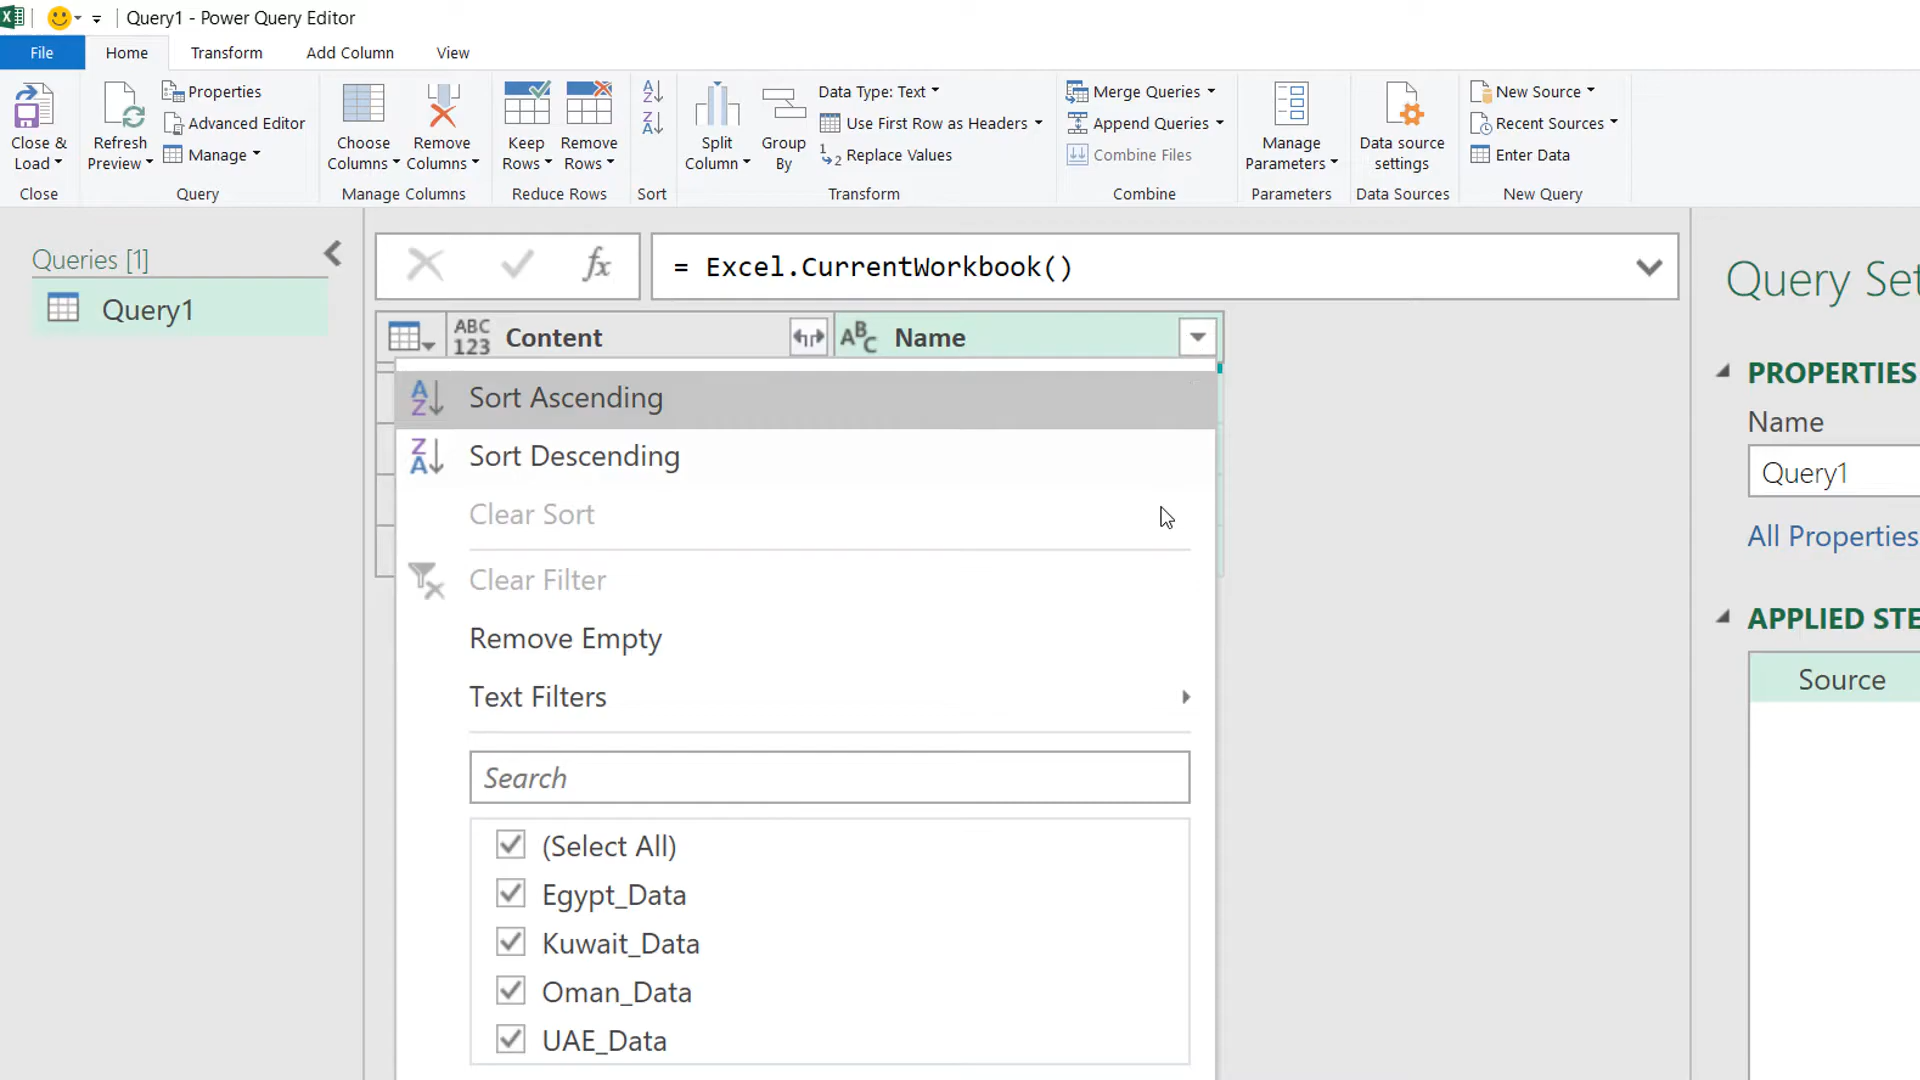 Query1 - Power Query Editor
File Home Transform Add Column View
Close & Load
Refresh Preview
Properties
Advanced Editor
Manage
Choose Columns
Remove Columns
Keep Rows
Remove Rows
Split Column
Group By
Data Type: Text
Use First Row as Headers
Replace Values
Merge Queries
Append Queries
Combine Files
Manage Parameters
Data source settings
New Source
Recent Sources
Enter Data
Close Query Manage Columns Reduce Rows Sort Transform Combine Parameters Data Sources New Query
Queries [1]
Query1
fx
= Excel.CurrentWorkbook()
ABC 123 Content
ABC Name
Sort Ascending
Sort Descending
Clear Sort
Clear Filter
Remove Empty
Text Filters
Search
(Select All)
Egypt_Data
Kuwait_Data
Oman_Data
UAE_Data
Query Set
PROPERTIES
Name
Query1
All Properties
APPLIED STE
Source